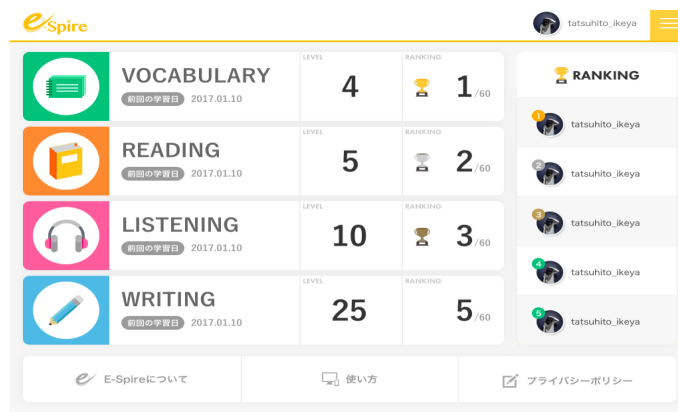 e-Spire
tatsuhito_ikeya
VOCABULARY
前回の学習日 2017.01.10
LEVEL
4
RANKING
1/60
READING
前回の学習日 2017.01.10
LEVEL
5
RANKING
2/60
LISTENING
前回の学習日 2017.01.10
LEVEL
10
RANKING
3/60
WRITING
前回の学習日 2017.01.10
LEVEL
25
RANKING
5/60
RANKING
1 tatsuhito_ikeya
2 tatsuhito_ikeya
3 tatsuhito_ikeya
4 tatsuhito_ikeya
5 tatsuhito_ikeya
E-Spireについて
使い方
プライバシーポリシー